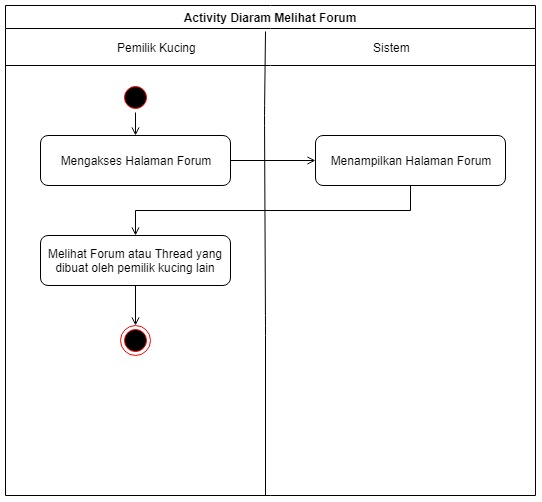 Activity Diaram Melihat Forum
Pemilik Kucing
Sistem
Mengakses Halaman Forum
Menampilkan Halaman Forum
Melihat Forum atau Thread yang
dibuat oleh pemilik kucing lain